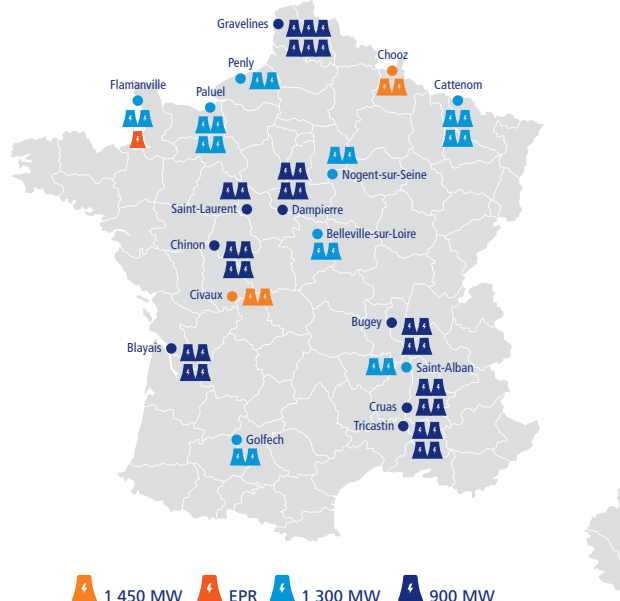 Gravelines
Chooz
Penly
Cattenom
Flamanville
Paluel
Nogent-sur-Seine
Saint-Laurent
Dampierre
Belleville-sur-Loire
Chinon
Civaux
Bugey
Blayais
Saint-Alban
Cruas
Tricastin
Golfech
1 450 MW EPR 1 300 MW 900 MW